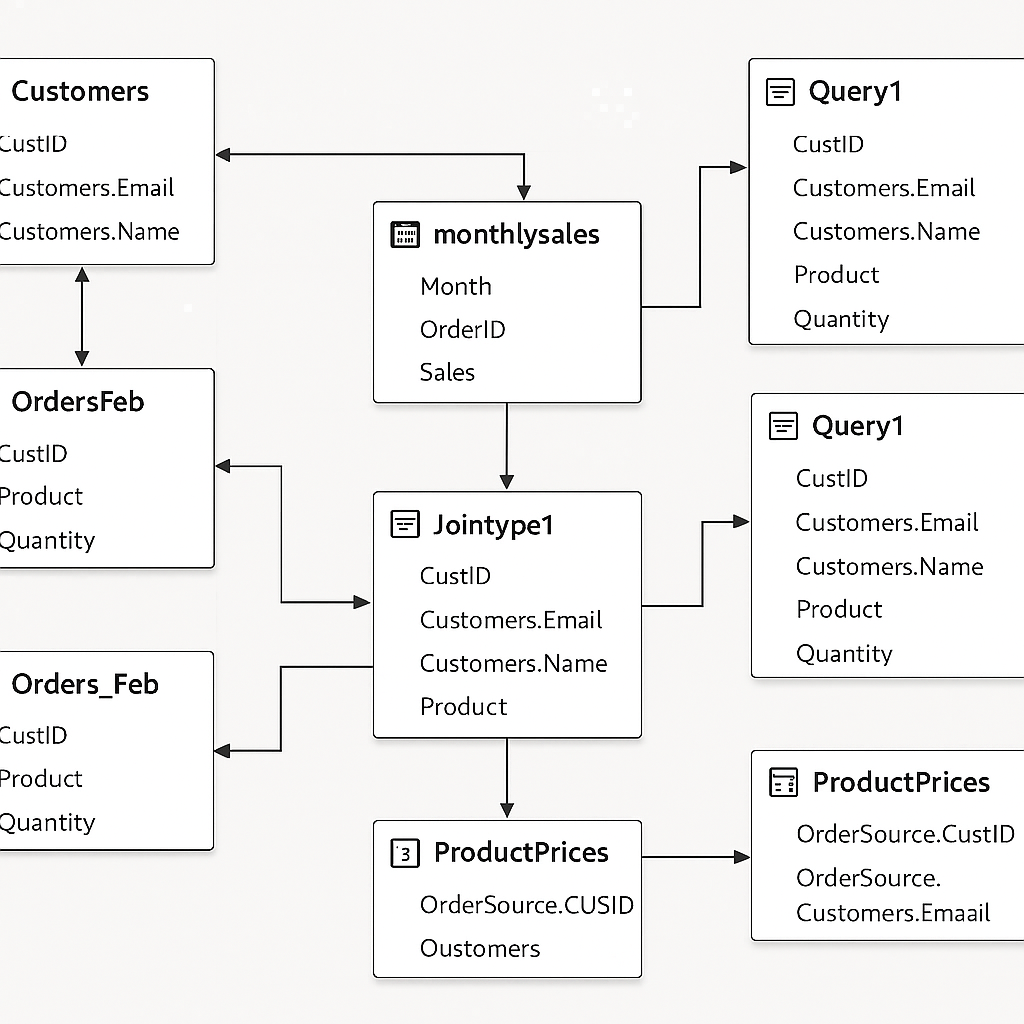 Customers
CustID
Customers.Email
Customers.Name
OrdersFeb
CustID
Product
Quantity
Orders_Feb
CustID
Product
Quantity
monthlysales
Month
OrderID
Sales
Jointype1
CustID
Customers.Email
Customers.Name
Product
3 ProductPrices
OrderSource.CUSID
Oustomers
Query1
CustID
Customers.Email
Customers.Name
Product
Quantity
Query1
CustID
Customers.Email
Customers.Name
Product
Quantity
ProductPrices
OrderSource.CustID
OrderSource.
Customers.Emaail